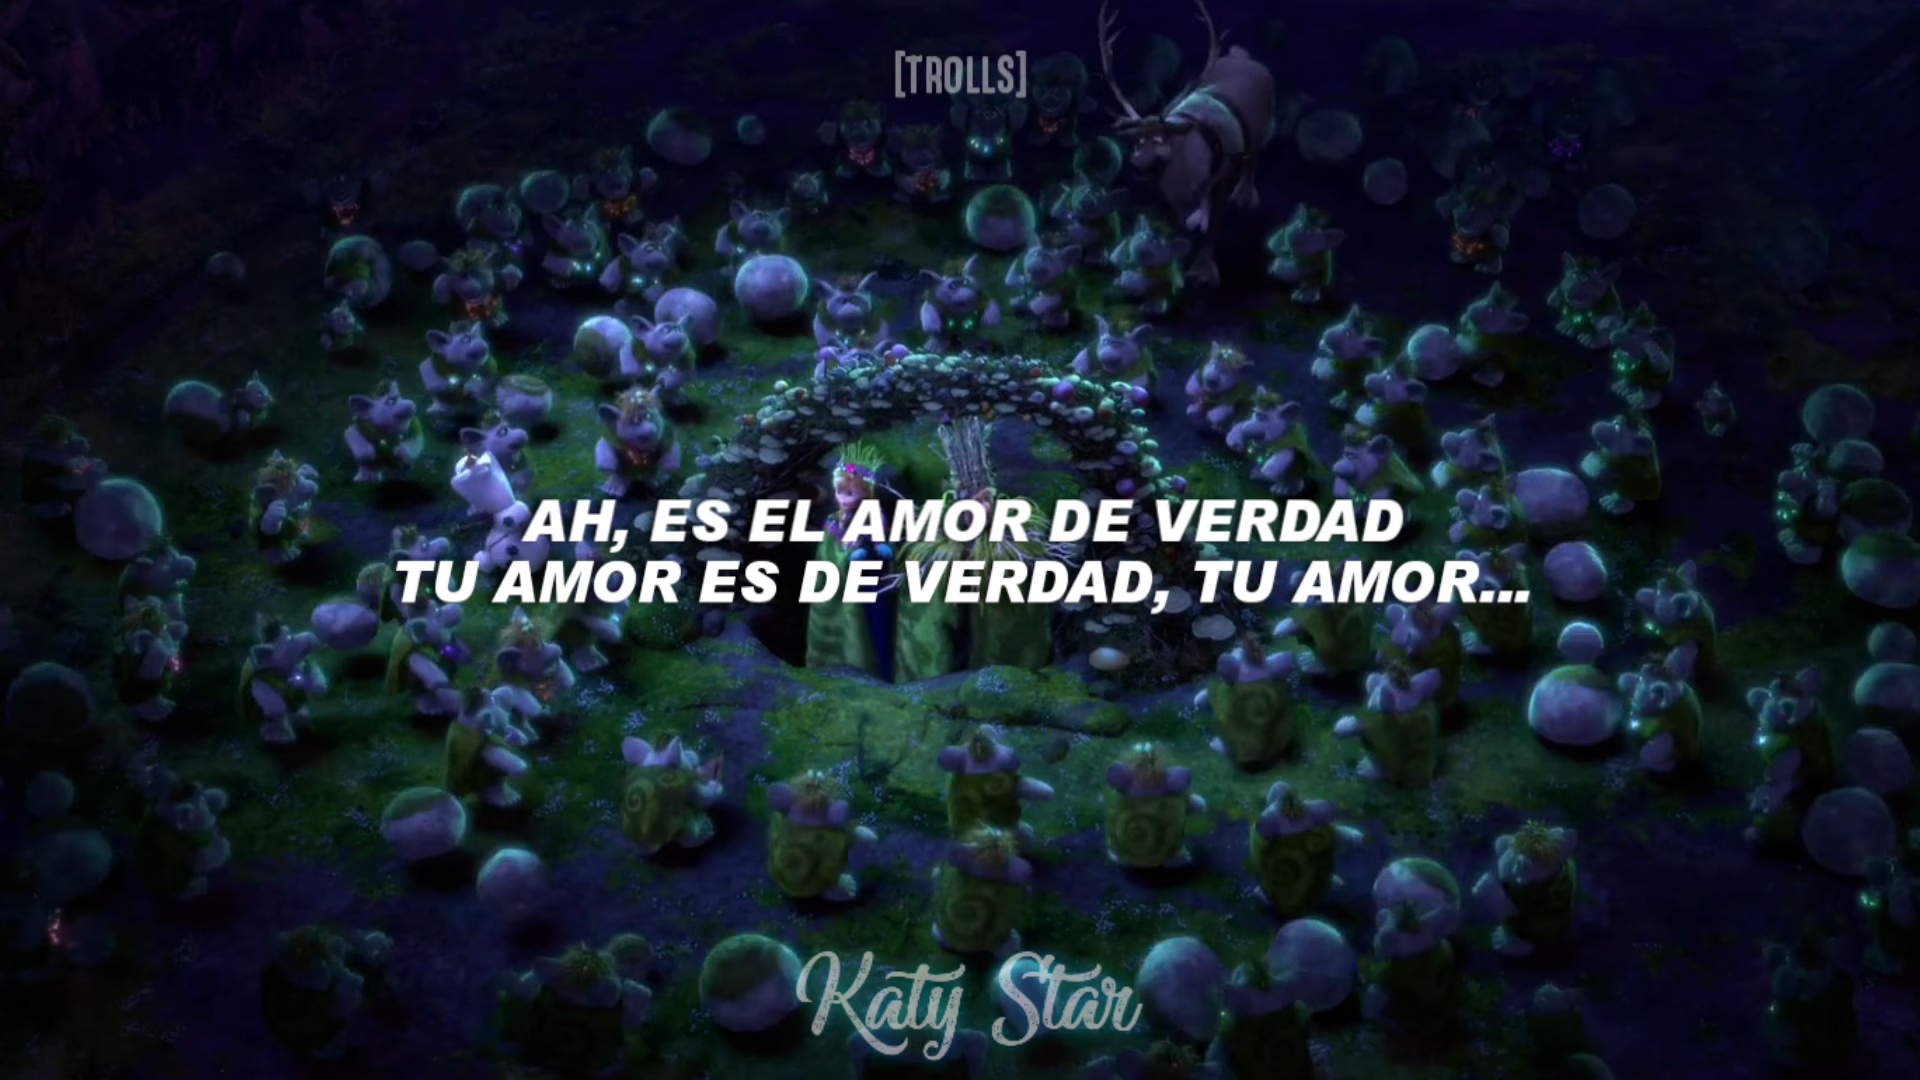 [TROLLS]
AH, ES EL AMOR DE VERDAD
TU AMOR ES DE VERDAD, TU AMOR...
Katy Star